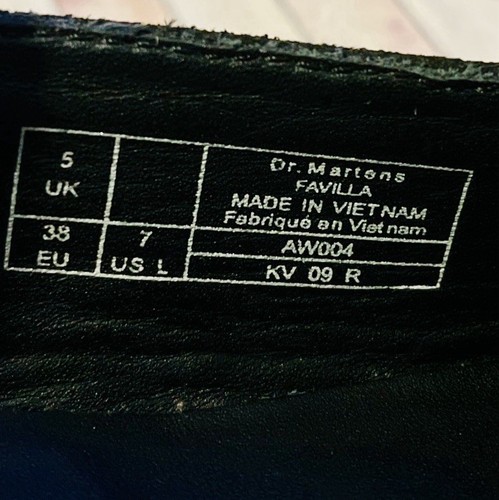 5
UK
38
EU
7
US L
Dr. Martens
FAVILLA
MADE IN VIETNAM
Fabriqué en Vietnam
AW004
KV 09 R